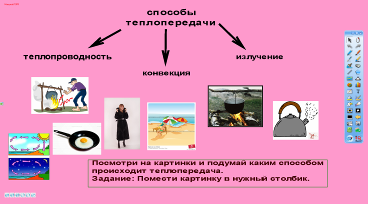 способы
теплопередачи
теплопроводность
излучение
конвекция
Посмотри на картинки и подумай каким способом
происходит теплопередача.
Задание: Помести картинку в нужный столбик.